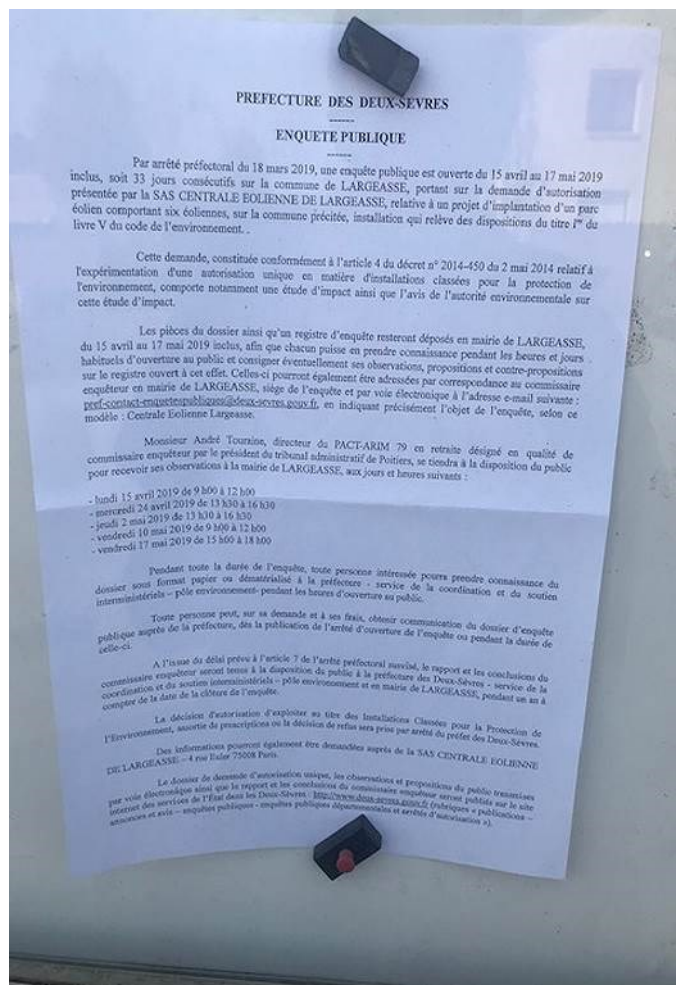 PREFECTURE DES DEUX-SEVRES
ENQUETE PUBLIQUE
Par arrêté préfectoral du 18 mars 2019, une enquête publique est ouverte du 15 avril au 17 mai 2019
inclus, soit 33 jours consécutifs sur la commune de LARGEASSE, portant sur la demande d'autorisation
présentée par la SAS CENTRALE EOLIENNE DE LARGEASSE, relative à un projet d'implantation d'un parc
éolien comportant six éoliennes, sur la commune précitée, installation qui relève des dispositions du titre Ier du
livre V du code de l'environnement. .
Cette demande, constituée conformément à l'article 4 du décret n° 2014-450 du 2 mai 2014 relatif à
l'expérimentation d'une autorisation unique en matière d'installations classées pour la protection de
l'environnement, comporte notamment une étude d'impact ainsi que l'avis de l'autorité environnementale sur
cette étude d'impact.
Les pièces du dossier ainsi qu'un registre d'enquête resteront déposés en mairie de LARGEASSE,
du 15 avril au 17 mai 2019 inclus, afin que chacun puisse en prendre connaissance pendant les heures et jours
habituels d'ouverture au public et consigner éventuellement ses observations, propositions et contre-propositions
sur le registre ouvert à cet effet. Celles-ci pourront également être adressées par correspondance au commissaire
enquêteur en mairie de LARGEASSE, siège de l'enquête et par voie électronique à l'adresse e-mail suivante :
pref-contact-enquetespubliques@deux-sevres.gouv.fr, en indiquant précisément l'objet de l'enquête, selon ce
modèle : Centrale Eolienne Largeasse.
Monsieur André Touraine, directeur du PACT-ARIM 79 en retraite désigné en qualité de
commissaire enquêteur par le président du tribunal administratif de Poitiers, se tiendra à la disposition du public
pour recevoir ses observations à la mairie de LARGEASSE, aux jours et heures suivants :
- lundi 15 avril 2019 de 9 h00 à 12 h00
- mercredi 24 avril 2019 de 13 h30 à 16 h30
- jeudi 2 mai 2019 de 13 h30 à 16 h30
- vendredi 10 mai 2019 de 9 h00 à 12 h00
- vendredi 17 mai 2019 de 15 h00 à 18 h00
Pendant toute la durée de l'enquête, toute personne intéressée pourra prendre connaissance du
dossier sous format papier ou dématérialisé à la préfecture - service de la coordination et du soutien
interministériels – pôle environnement- pendant les heures d'ouverture au public.
Toute personne peut, sur sa demande et à ses frais, obtenir communication du dossier d'enquête
publique auprès de la préfecture, dès la publication de l'arrêté d'ouverture de l'enquête ou pendant la durée de
celle-ci.
A l'issue du délai prévu à l'article 7 de l'arrêté préfectoral susvisé, le rapport et les conclusions du
commissaire enquêteur seront tenus à la disposition du public à la préfecture des Deux-Sèvres - service de la
coordination et du soutien interministériels – pôle environnement et en mairie de LARGEASSE, pendant un an à
compter de la date de la clôture de l'enquête.
La décision d'autorisation d'exploiter au titre des Installations Classées pour la Protection de
l'Environnement, assortie de prescriptions ou la décision de refus sera prise par arrêté du préfet des Deux-Sèvres.
Des informations pourront également être demandées auprès de la SAS CENTRALE EOLIENNE
DE LARGEASSE – 4 rue Euler 75008 Paris.
Le dossier de demande d'autorisation unique, les observations et propositions du public transmises
par voie électronique ainsi que le rapport et les conclusions du commissaire enquêteur seront publiés sur le site
internet des services de l'État dans les Deux-Sèvres : http://www.deux-sevres.gouv.fr (rubriques « publications –
annonces et avis – enquêtes publiques - enquêtes publiques départementales et arrêtés d'autorisation »).